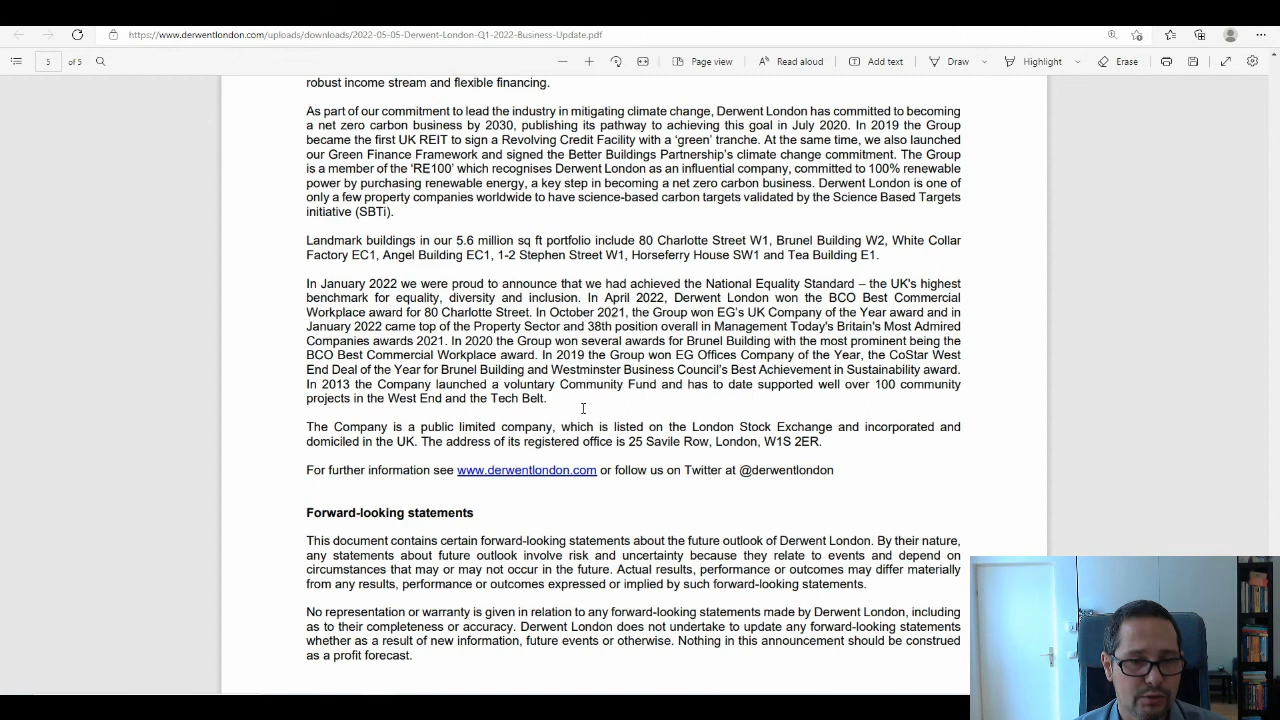 https://www.derwentlondon.com/uploads/downloads/2022-05-05-Derwent-London-Q1-2022-Business-Update.pdf
5 of 5 Page view Read aloud Add text Draw Highlight Erase
robust income stream and flexible financing.
As part of our commitment to lead the industry in mitigating climate change, Derwent London has committed to becoming
a net zero carbon business by 2030, publishing its pathway to achieving this goal in July 2020. In 2019 the Group
became the first UK REIT to sign a Revolving Credit Facility with a 'green' tranche. At the same time, we also launched
our Green Finance Framework and signed the Better Buildings Partnership's climate change commitment. The Group
is a member of the 'RE100' which recognises Derwent London as an influential company, committed to 100% renewable
power by purchasing renewable energy, a key step in becoming a net zero carbon business. Derwent London is one of
only a few property companies worldwide to have science-based carbon targets validated by the Science Based Targets
initiative (SBTi).
Landmark buildings in our 5.6 million sq ft portfolio include 80 Charlotte Street W1, Brunel Building W2, White Collar
Factory EC1, Angel Building EC1, 1-2 Stephen Street W1, Horseferry House SW1 and Tea Building E1.
In January 2022 we were proud to announce that we had achieved the National Equality Standard – the UK's highest
benchmark for equality, diversity and inclusion. In April 2022, Derwent London won the BCO Best Commercial
Workplace award for 80 Charlotte Street. In October 2021, the Group won EG's UK Company of the Year award and in
January 2022 came top of the Property Sector and 38th position overall in Management Today's Britain's Most Admired
Companies awards 2021. In 2020 the Group won several awards for Brunel Building with the most prominent being the
BCO Best Commercial Workplace award. In 2019 the Group won EG Offices Company of the Year, the CoStar West
End Deal of the Year for Brunel Building and Westminster Business Council's Best Achievement in Sustainability award.
In 2013 the Company launched a voluntary Community Fund and has to date supported well over 100 community
projects in the West End and the Tech Belt.
The Company is a public limited company, which is listed on the London Stock Exchange and incorporated and
domiciled in the UK. The address of its registered office is 25 Savile Row, London, W1S 2ER.
For further information see www.derwentlondon.com or follow us on Twitter at @derwentlondon
Forward-looking statements
This document contains certain forward-looking statements about the future outlook of Derwent London. By their nature,
any statements about future outlook involve risk and uncertainty because they relate to events and depend on
circumstances that may or may not occur in the future. Actual results, performance or outcomes may differ materially
from any results, performance or outcomes expressed or implied by such forward-looking statements.
No representation or warranty is given in relation to any forward-looking statements made by Derwent London, including
as to their completeness or accuracy. Derwent London does not undertake to update any forward-looking statements
whether as a result of new information, future events or otherwise. Nothing in this announcement should be construed
as a profit forecast.